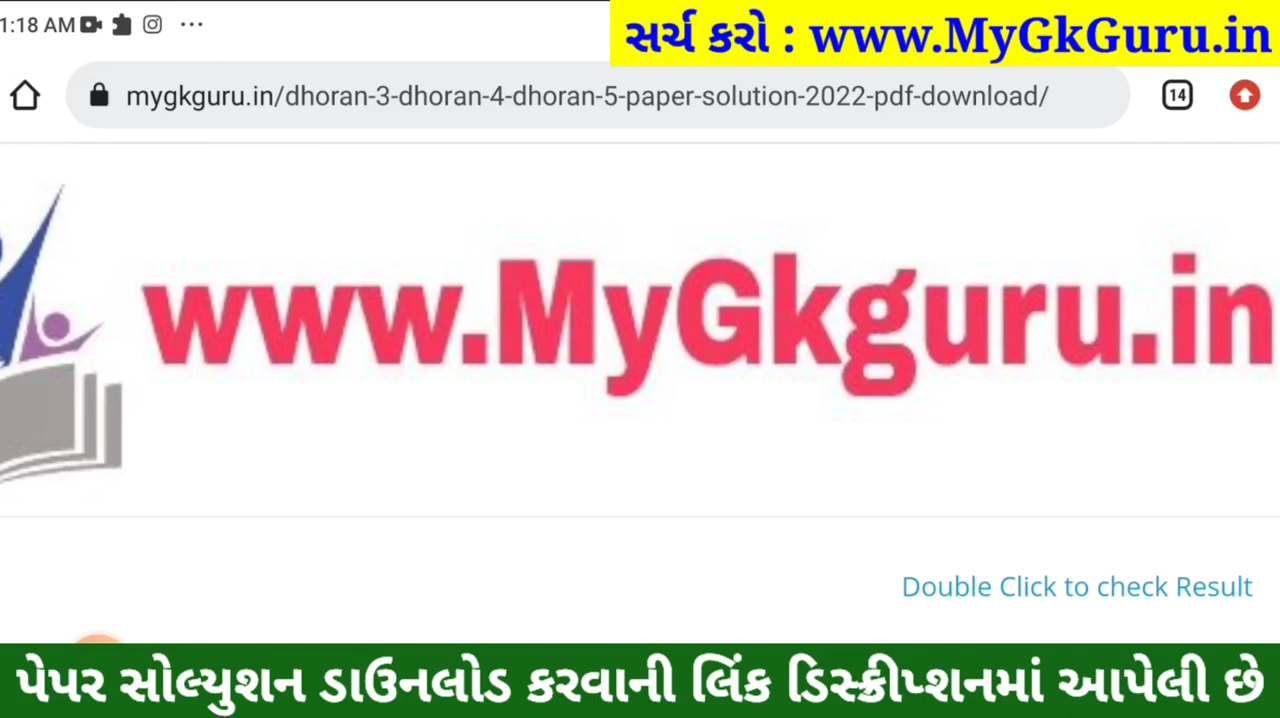 1:18 AM
સર્ચ કરો : www.MyGkGuru.in
mygkguru.in/dhoran-3-dhoran-4-dhoran-5-paper-solution-2022-pdf-download/
14
www.MyGkguru.in
Double Click to check Result
પેપર સોલ્યુશન ડાઉનલોડ કરવાની લિંક ડિસ્ક્રીપ્શનમાં આપેલી છે